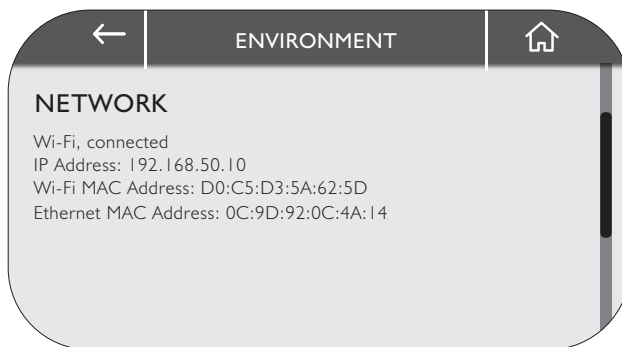 ENVIRONMENT
NETWORK
Wi-Fi, connected
IP Address: 192.168.50.10
Wi-Fi MAC Address: D0:C5:D3:5A:62:5D
Ethernet MAC Address: 0C:9D:92:0C:4A:14